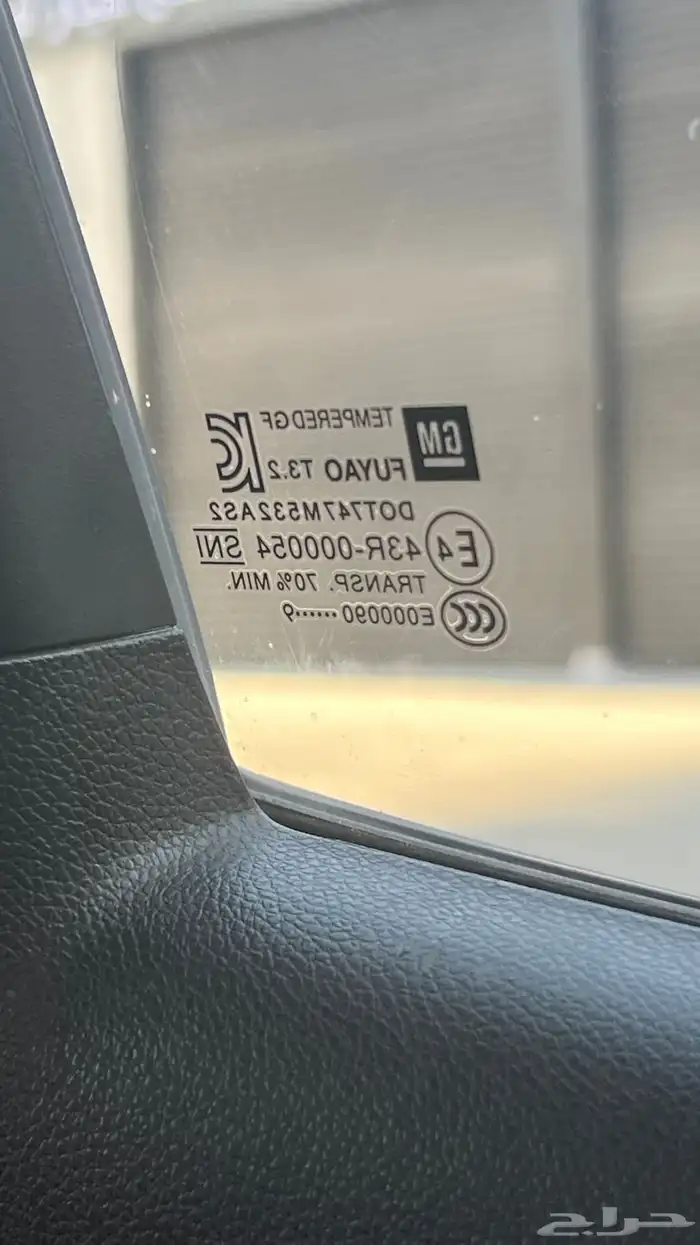 GM TEMPERED GF
FUYAO T3.2
DOT747M532AS2
E4 43R-000054 SNI
TRANSP. 70% MIN.
CCC E000090 ······9
حراج